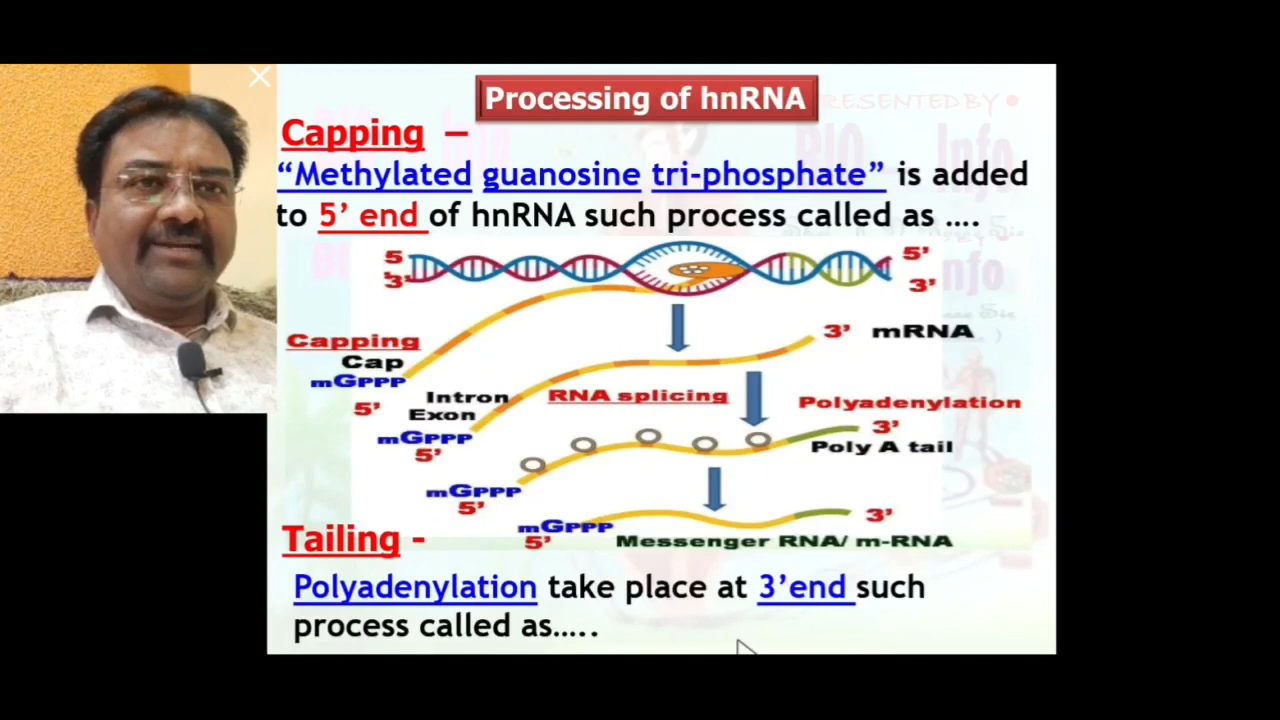 Processing of hnRNA
RESENTED BY •
Capping –
“Methylated guanosine tri-phosphate” is added
to 5’ end of hnRNA such process called as ....
5
3’
5’
3’
Capping
Cap
mGPPP
5’
3’ mRNA
Intron
Exon
RNA splicing
mGPPP
5’
Polyadenylation
3’
Poly A tail
mGPPP
5’
mGPPP
5’
3’
Messenger RNA/ m-RNA
Tailing -
Polyadenylation take place at 3’end such
process called as.....